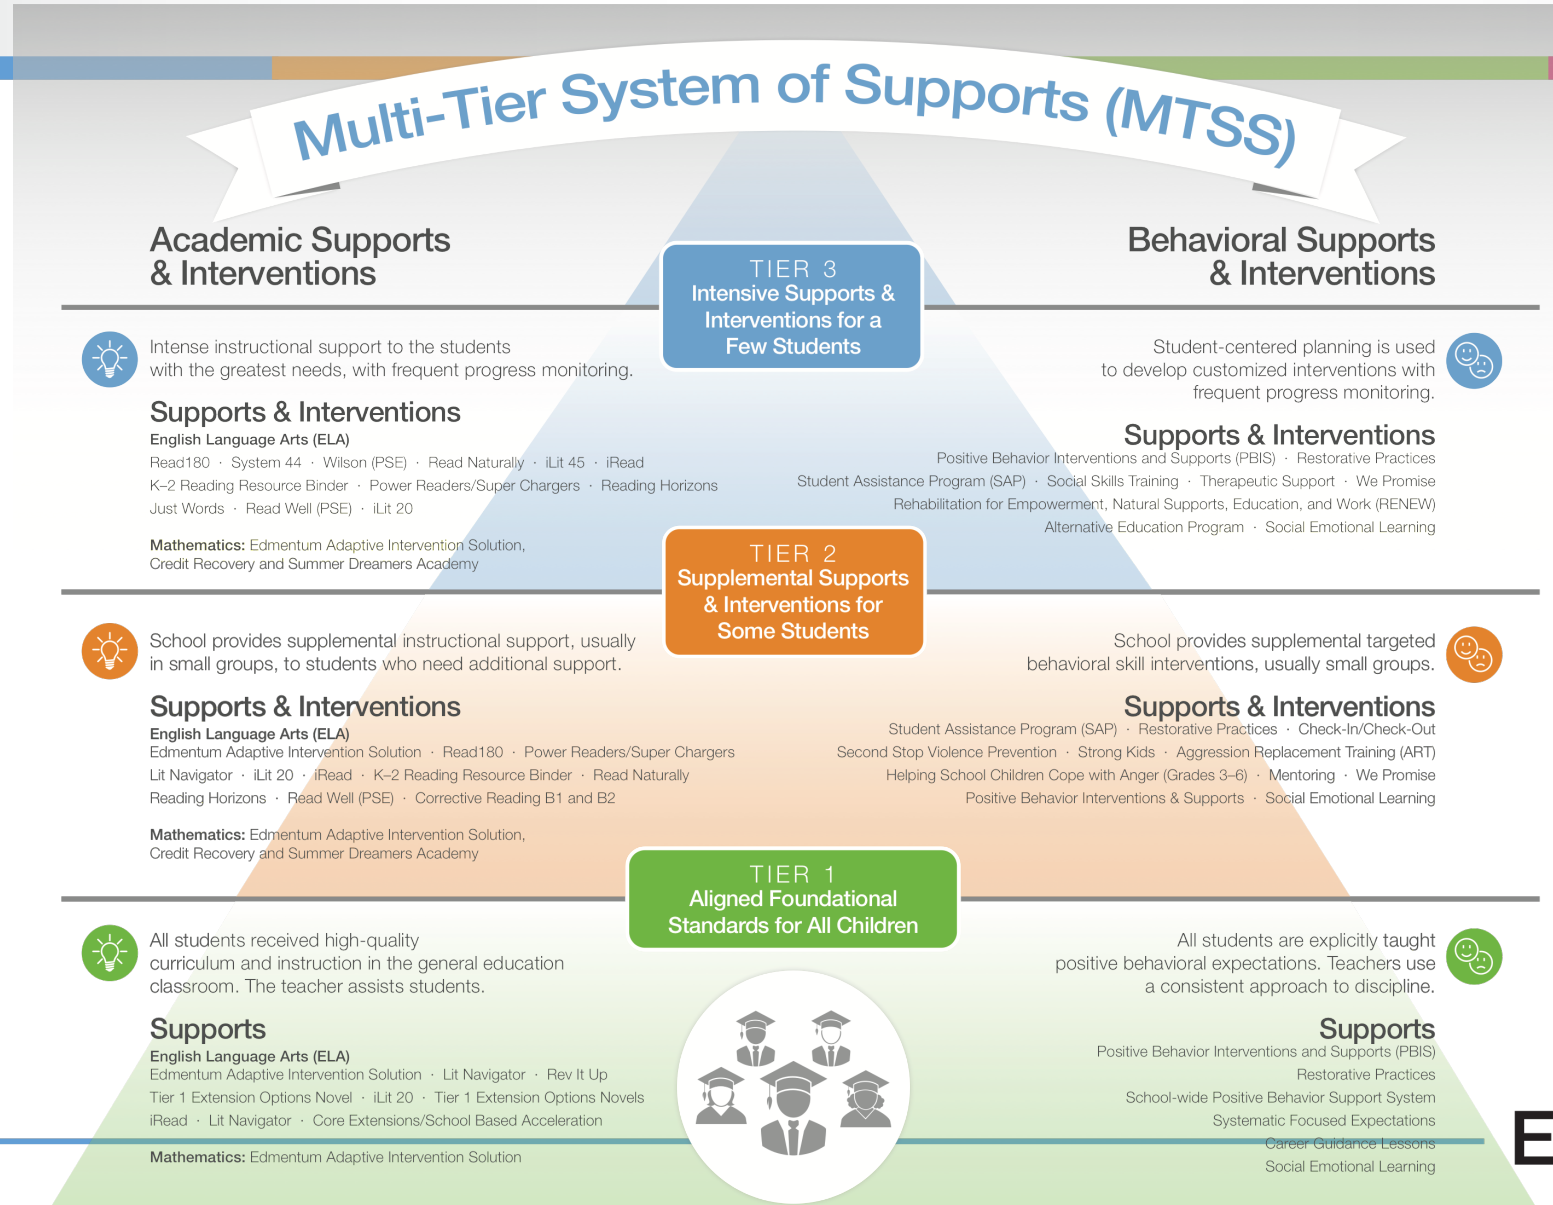 Multi-Tier System of Supports (MTSS)
Academic Supports
& Interventions
Behavioral Supports
& Interventions
TIER 3
Intensive Supports &
Interventions for a
Few Students
Intense instructional support to the students
with the greatest needs, with frequent progress monitoring.
Supports & Interventions
English Language Arts (ELA)
Read180 · System 44 · Wilson (PSE) · Read Naturally · iLit 45 · iRead
K–2 Reading Resource Binder · Power Readers/Super Chargers · Reading Horizons
Just Words · Read Well (PSE) · iLit 20
Mathematics: Edmentum Adaptive Intervention Solution,
Credit Recovery and Summer Dreamers Academy
Student-centered planning is used
to develop customized interventions with
frequent progress monitoring.
Supports & Interventions
Positive Behavior Interventions and Supports (PBIS) · Restorative Practices
Student Assistance Program (SAP) · Social Skills Training · Therapeutic Support · We Promise
Rehabilitation for Empowerment, Natural Supports, Education, and Work (RENEW)
Alternative Education Program · Social Emotional Learning
TIER 2
Supplemental Supports
& Interventions for
Some Students
School provides supplemental instructional support, usually
in small groups, to students who need additional support.
Supports & Interventions
English Language Arts (ELA)
Edmentum Adaptive Intervention Solution · Read180 · Power Readers/Super Chargers
Lit Navigator · iLit 20 · iRead · K–2 Reading Resource Binder · Read Naturally
Reading Horizons · Read Well (PSE) · Corrective Reading B1 and B2
Mathematics: Edmentum Adaptive Intervention Solution,
Credit Recovery and Summer Dreamers Academy
School provides supplemental targeted
behavioral skill interventions, usually small groups.
Supports & Interventions
Student Assistance Program (SAP) · Restorative Practices · Check-In/Check-Out
Second Stop Violence Prevention · Strong Kids · Aggression Replacement Training (ART)
Helping School Children Cope with Anger (Grades 3–6) · Mentoring · We Promise
Positive Behavior Interventions & Supports · Social Emotional Learning
TIER 1
Aligned Foundational
Standards for All Children
All students received high-quality
curriculum and instruction in the general education
classroom. The teacher assists students.
Supports
English Language Arts (ELA)
Edmentum Adaptive Intervention Solution · Lit Navigator · Rev It Up
Tier 1 Extension Options Novel · iLit 20 · Tier 1 Extension Options Novels
iRead · Lit Navigator · Core Extensions/School Based Acceleration
Mathematics: Edmentum Adaptive Intervention Solution
All students are explicitly taught
positive behavioral expectations. Teachers use
a consistent approach to discipline.
Supports
Positive Behavior Interventions and Supports (PBIS)
Restorative Practices
School-wide Positive Behavior Support System
Systematic Focused Expectations
Career Guidance Lessons
Social Emotional Learning
E